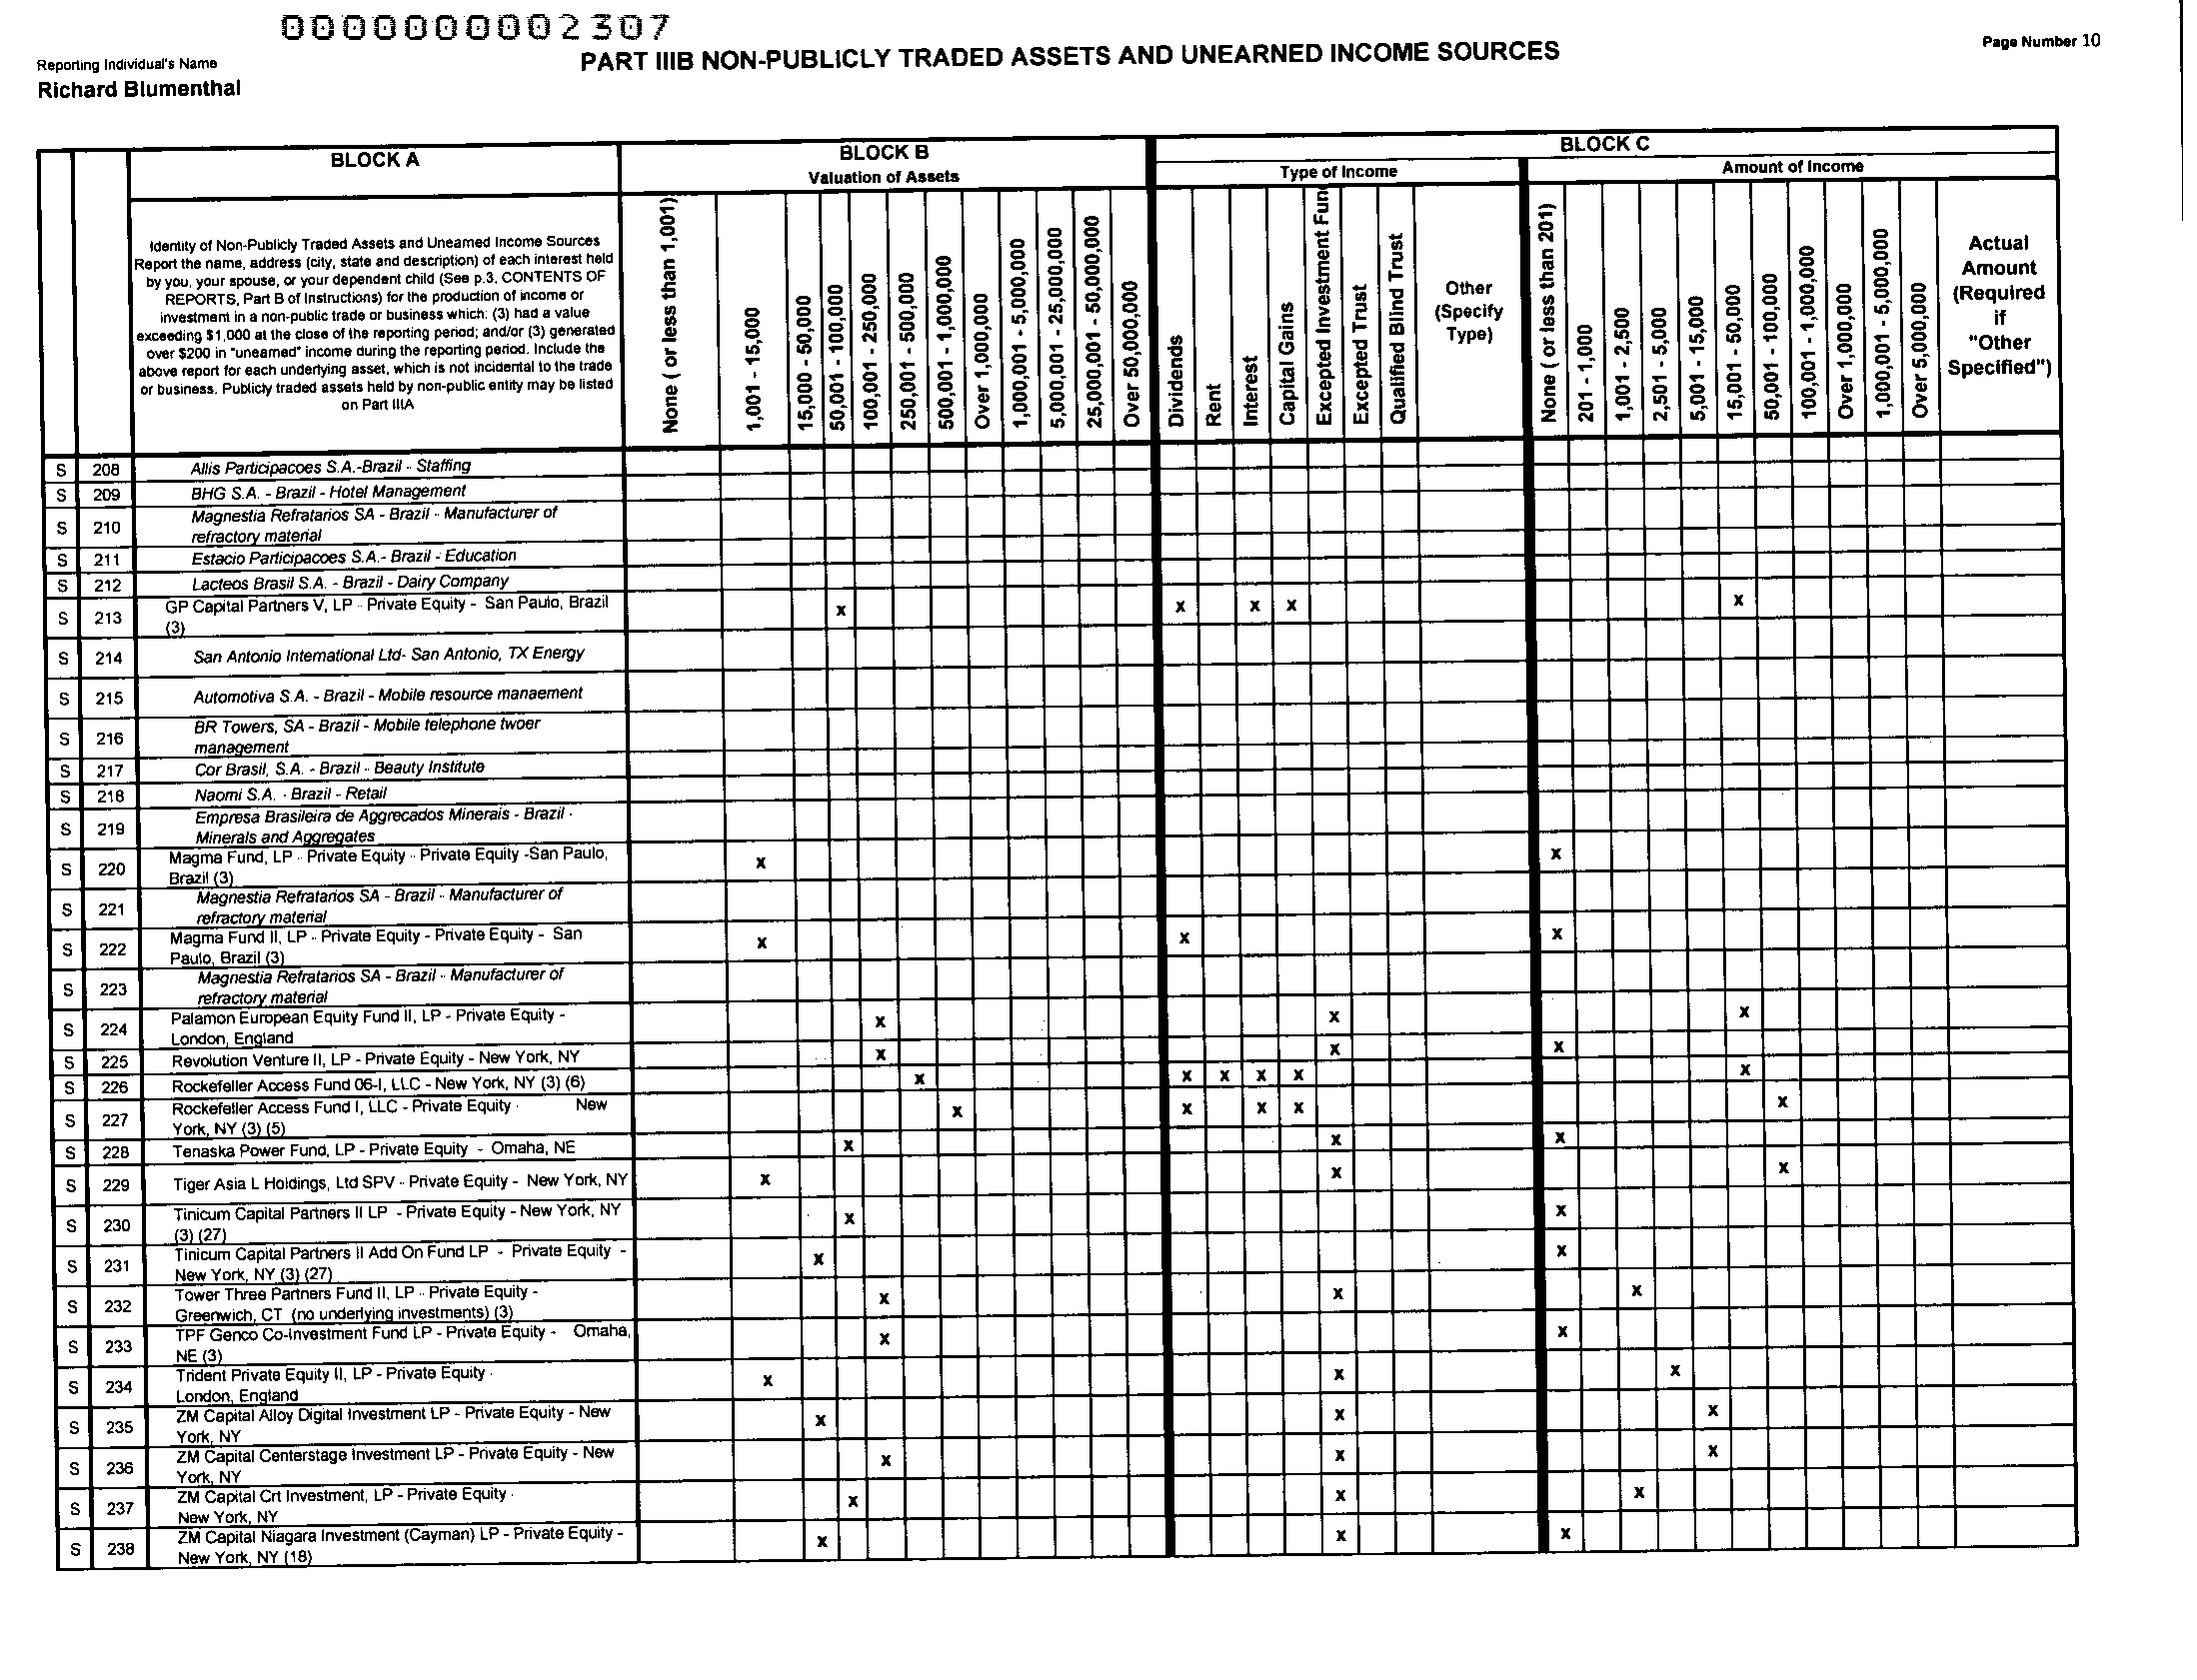 0000000002307
Page Number 10
PART IIIB NON-PUBLICLY TRADED ASSETS AND UNEARNED INCOME SOURCES
Reporting Individual's Name
Richard Blumenthal
BLOCK A
BLOCK B
BLOCK C
Valuation of Assets
Type of Income
Amount of Income
Identity of Non-Publicly Traded Assets and Unearned Income Sources
Report the name, address (city, state and description) of each interest held
by you, your spouse, or your dependent child (See p.3, CONTENTS OF
REPORTS, Part B of Instructions) for the production of income or
investment in a non-public trade or business which: (3) had a value
exceeding $1,000 at the close of the reporting period; and/or (3) generated
over $200 in "unearned" income during the reporting period. Include the
above report for each underlying asset, which is not incidental to the trade
or business. Publicly traded assets held by non-public entity may be listed
on Part IIIA
None ( or less than 1,001)
1,001 - 15,000
15,000 - 50,000
50,001 - 100,000
100,001 - 250,000
250,001 - 500,000
500,001 - 1,000,000
Over 1,000,000
1,000,001 - 5,000,000
5,000,001 - 25,000,000
25,000,001 - 50,000,000
Over 50,000,000
Dividends
Rent
Interest
Capital Gains
Excepted Investment Fund
Excepted Trust
Qualified Blind Trust
Other
(Specify
Type)
None ( or less than 201)
201 - 1,000
1,001 - 2,500
2,501 - 5,000
5,001 - 15,000
15,001 - 50,000
50,001 - 100,000
100,001 - 1,000,000
Over 1,000,000
1,000,001 - 5,000,000
Over 5,000,000
Actual
Amount
(Required
if
"Other
Specified")
S 208 Allis Participacoes S.A.-Brazil - Staffing
S 209 BHG S.A. - Brazil - Hotel Management
S 210 Magnestia Refratarios SA - Brazil - Manufacturer of
refractory material
S 211 Estacio Participacoes S.A.- Brazil - Education
S 212 Lacteos Brasil S.A. - Brazil - Dairy Company
S 213 GP Capital Partners V, LP - Private Equity - San Paulo, Brazil x x x x x
(3)
S 214 San Antonio International Ltd- San Antonio, TX Energy
S 215 Automotiva S.A. - Brazil - Mobile resource manaement
S 216 BR Towers, SA - Brazil - Mobile telephone twoer
management
S 217 Cor Brasil, S.A. - Brazil - Beauty Institute
S 218 Naomi S.A. - Brazil - Retail
S 219 Empresa Brasileira de Aggrecados Minerais - Brazil -
Minerals and Aggregates
S 220 Magma Fund, LP - Private Equity - Private Equity -San Paulo, x x
Brazil (3)
S 221 Magnestia Refratarios SA - Brazil - Manufacturer of
refractory material
S 222 Magma Fund II, LP - Private Equity - Private Equity - San x x x
Paulo, Brazil (3)
S 223 Magnestia Refratarios SA - Brazil - Manufacturer of
refractory material
S 224 Palamon European Equity Fund II, LP - Private Equity - x x x
London, England
S 225 Revolution Venture II, LP - Private Equity - New York, NY x x x
S 226 Rockefeller Access Fund 06-I, LLC - New York, NY (3) (6) x x x x x x
S 227 Rockefeller Access Fund I, LLC - Private Equity - New x x x x x
York, NY (3) (5)
S 228 Tenaska Power Fund, LP - Private Equity - Omaha, NE x x x
S 229 Tiger Asia L Holdings, Ltd SPV - Private Equity - New York, NY x x x
S 230 Tinicum Capital Partners II LP - Private Equity - New York, NY x x
(3) (27)
S 231 Tinicum Capital Partners II Add On Fund LP - Private Equity - x x
New York, NY (3) (27)
S 232 Tower Three Partners Fund II, LP - Private Equity - x x x
Greenwich, CT (no underlying investments) (3)
S 233 TPF Genco Co-Investment Fund LP - Private Equity - Omaha, x x
NE (3)
S 234 Trident Private Equity II, LP - Private Equity - x x x
London, England
S 235 ZM Capital Alloy Digital Investment LP - Private Equity - New x x x
York, NY
S 236 ZM Capital Centerstage Investment LP - Private Equity - New x x x
York, NY
S 237 ZM Capital Crt Investment, LP - Private Equity - x x x
New York, NY
S 238 ZM Capital Niagara Investment (Cayman) LP - Private Equity - x x x
New York, NY (18)